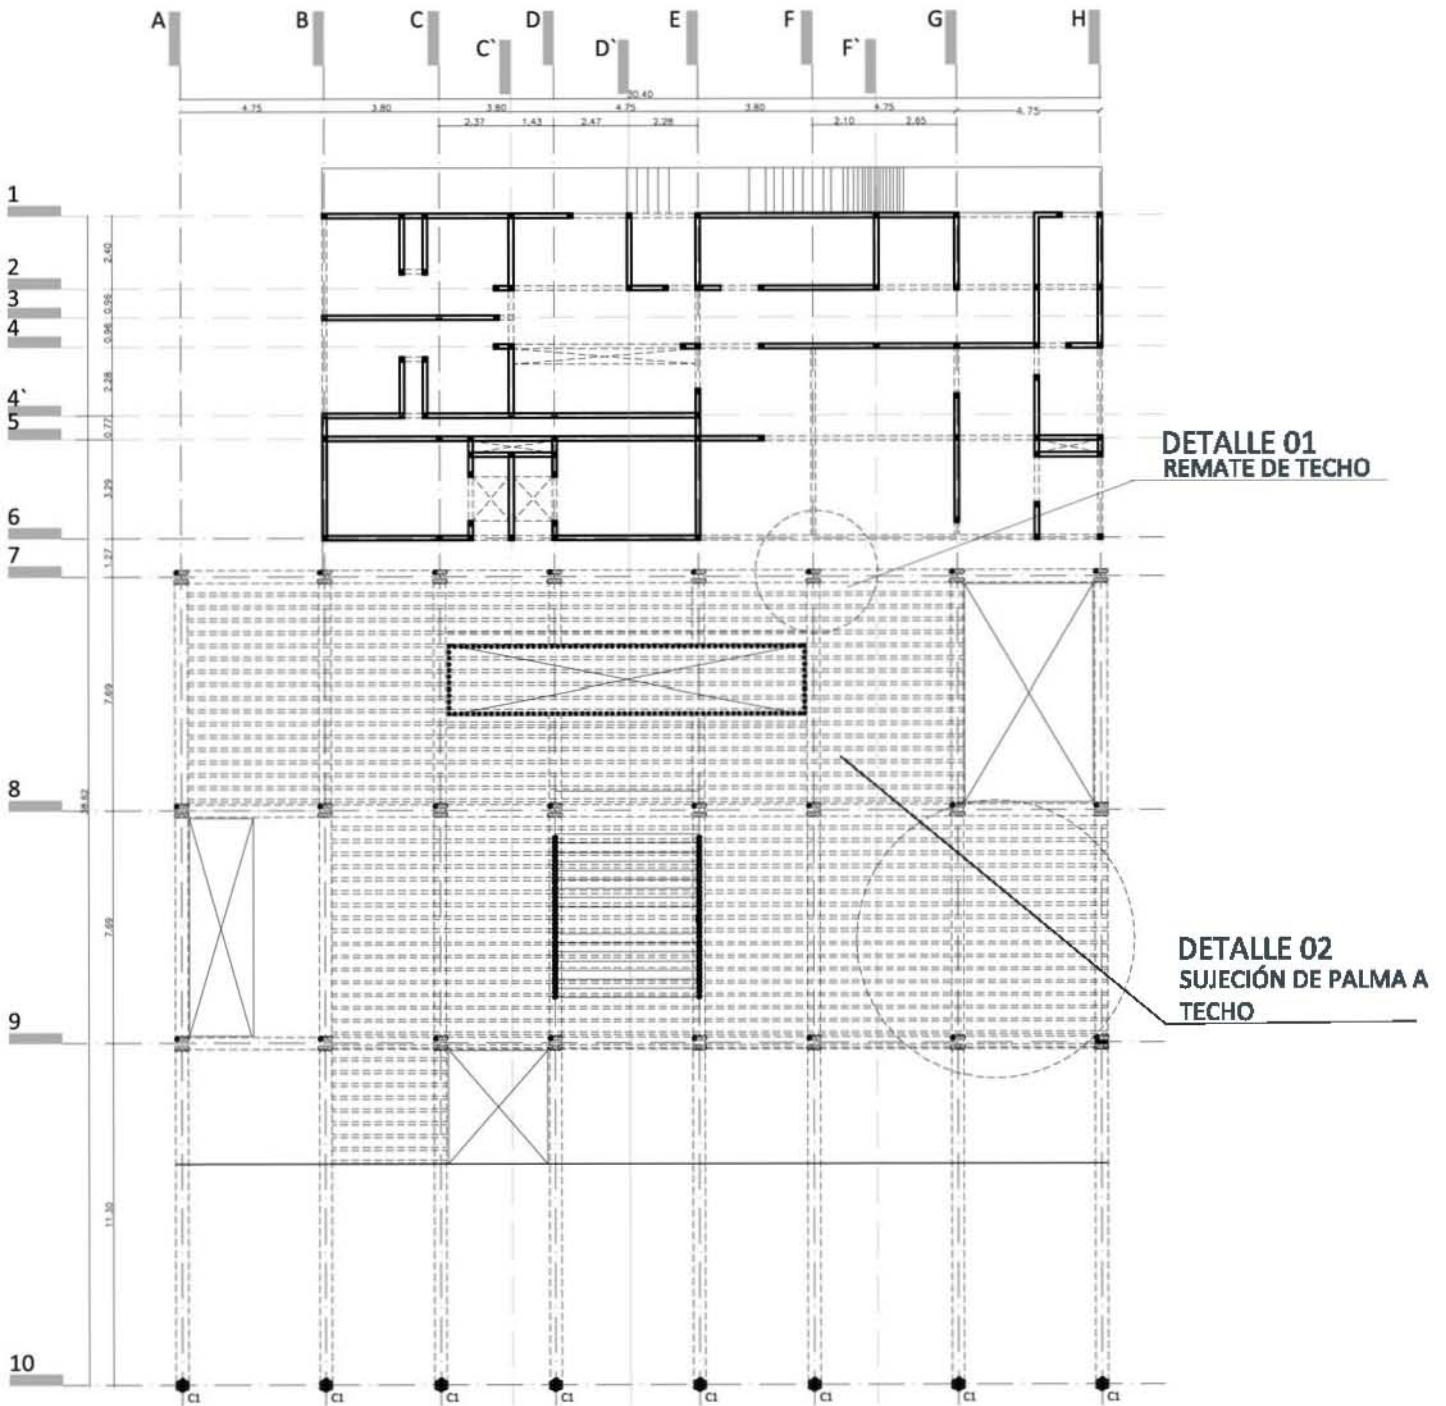 A B C D E F G H
C` D` F`
30.40
4.75 3.80 3.80 4.75 3.80 4.75 4.75
2.37 1.43 2.47 2.28 2.10 2.65
1
2.40
2
0.96
3
0.96
4
2.28
4`
0.77
5
DETALLE 01
REMATE DE TECHO
3.29
6
1.27
7
7.69
8
7.69
DETALLE 02
SUJECIÓN DE PALMA A
TECHO
9
11.30
10
C1 C1 C1 C1 C1 C1 C1 C1